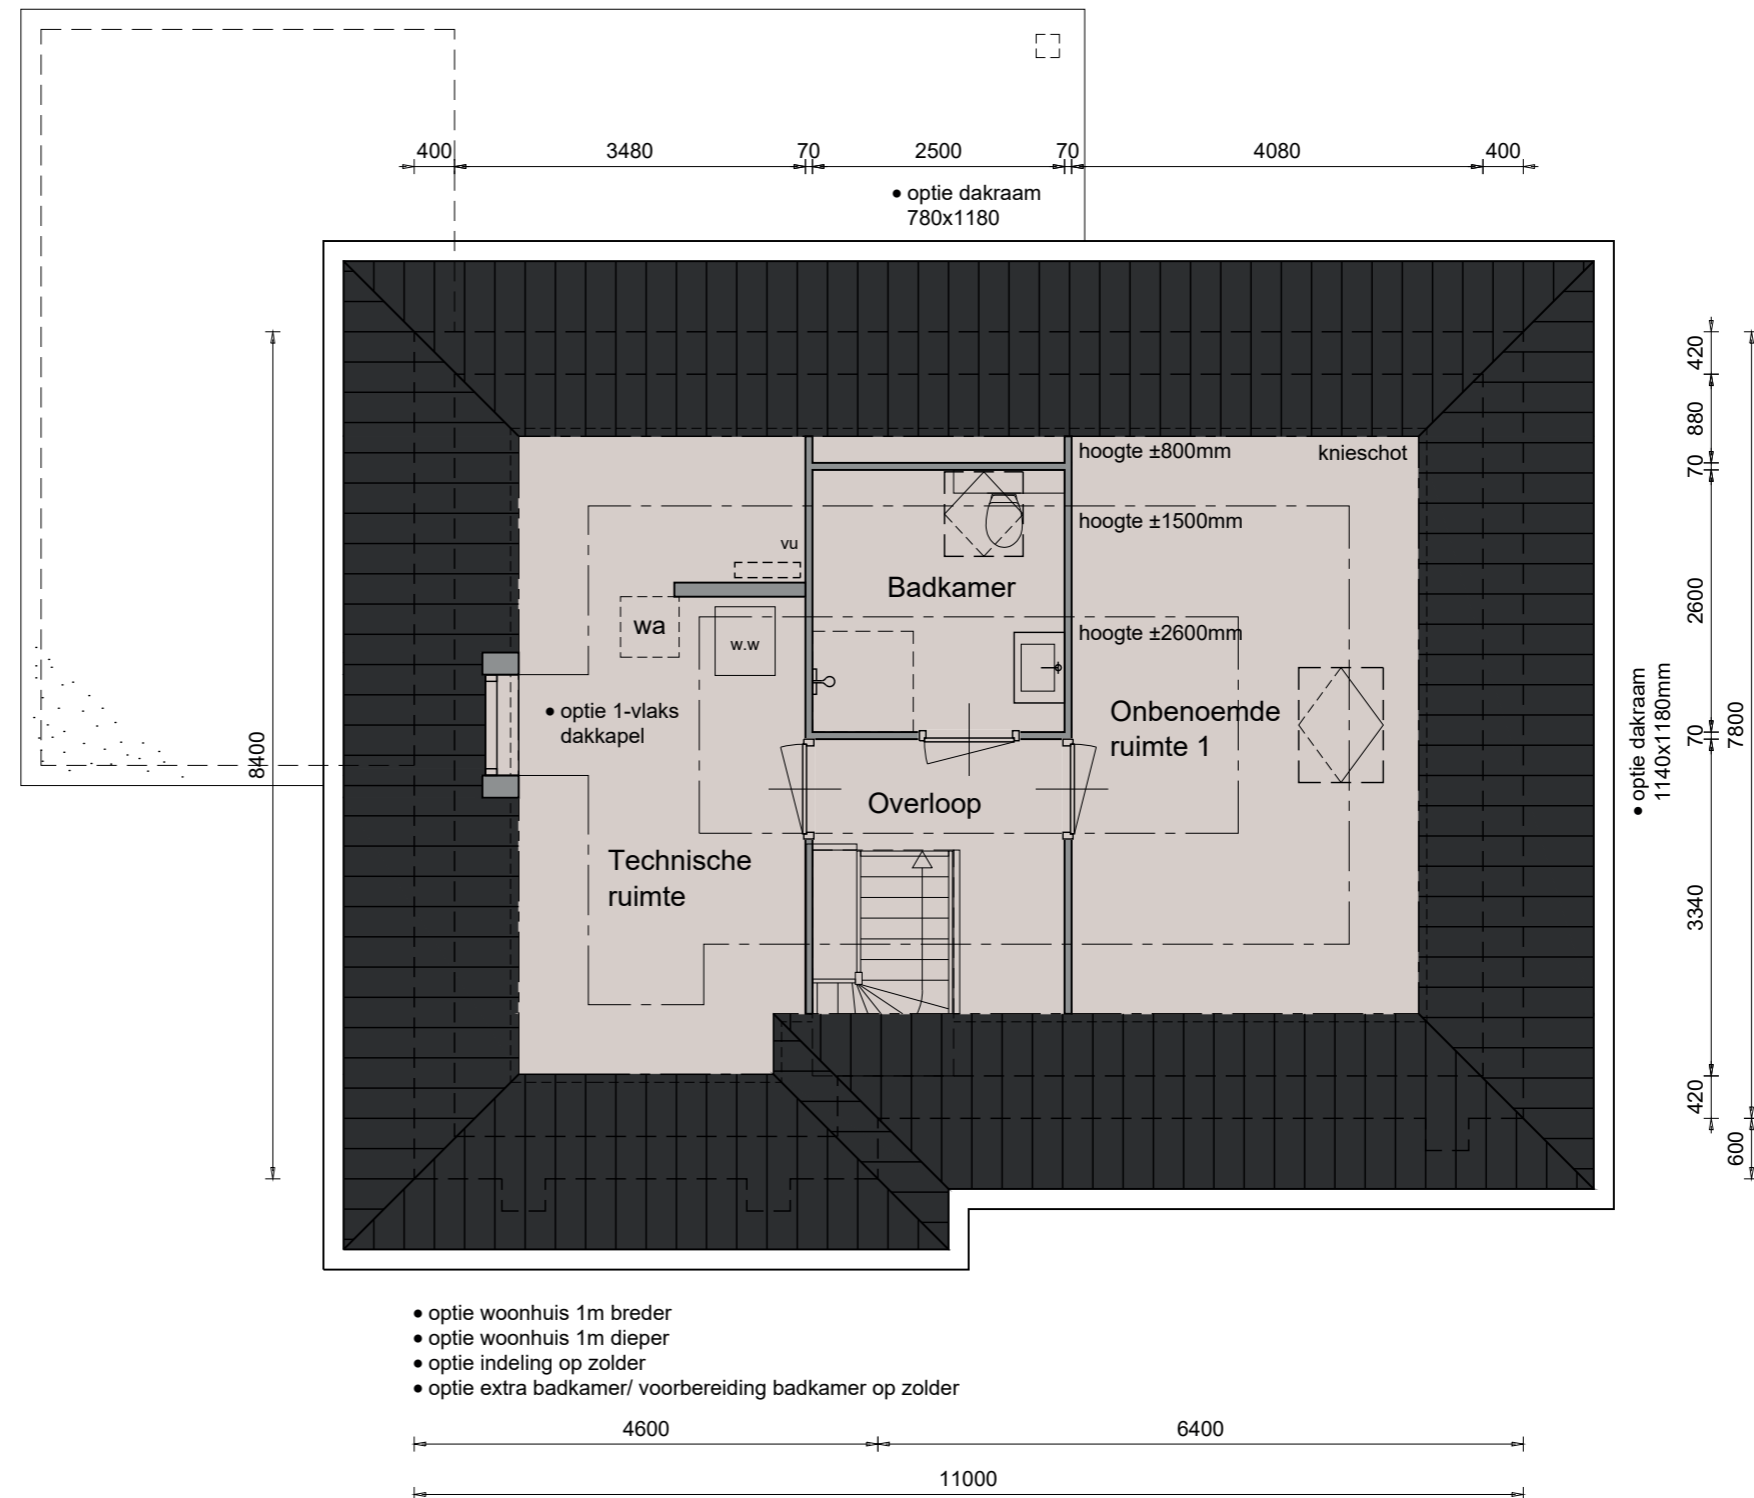 400 3480 70 2500 70 4080 400
• optie dakraam
780x1180
hoogte ±800mm
knieschot
hoogte ±1500mm
vu
Badkamer
wa
w.w
hoogte ±2600mm
• optie 1-vlaks
dakkapel
Onbenoemde
ruimte 1
Overloop
Technische
ruimte
8400
420
880
70
2600
70
3340
420
7800
600
• optie dakraam
1140x1180mm
• optie woonhuis 1m breder
• optie woonhuis 1m dieper
• optie indeling op zolder
• optie extra badkamer/ voorbereiding badkamer op zolder
4600 6400
11000